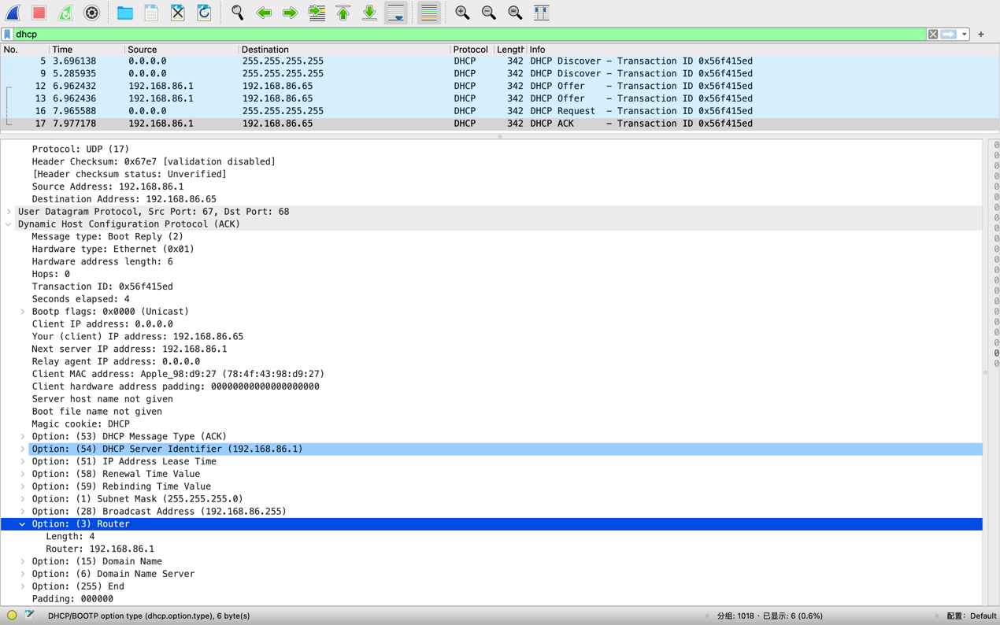 dhcp
No. Time Source Destination Protocol Length Info
5 3.696138 0.0.0.0 255.255.255.255 DHCP 342 DHCP Discover – Transaction ID 0x56f415ed
9 5.285935 0.0.0.0 255.255.255.255 DHCP 342 DHCP Discover – Transaction ID 0x56f415ed
12 6.962432 192.168.86.1 192.168.86.65 DHCP 342 DHCP Offer – Transaction ID 0x56f415ed
13 6.962436 192.168.86.1 192.168.86.65 DHCP 342 DHCP Offer – Transaction ID 0x56f415ed
16 7.965588 0.0.0.0 255.255.255.255 DHCP 342 DHCP Request – Transaction ID 0x56f415ed
17 7.977178 192.168.86.1 192.168.86.65 DHCP 342 DHCP ACK – Transaction ID 0x56f415ed
Protocol: UDP (17)
Header Checksum: 0x67e7 [validation disabled]
[Header checksum status: Unverified]
Source Address: 192.168.86.1
Destination Address: 192.168.86.65
User Datagram Protocol, Src Port: 67, Dst Port: 68
Dynamic Host Configuration Protocol (ACK)
Message type: Boot Reply (2)
Hardware type: Ethernet (0x01)
Hardware address length: 6
Hops: 0
Transaction ID: 0x56f415ed
Seconds elapsed: 4
Bootp flags: 0x0000 (Unicast)
Client IP address: 0.0.0.0
Your (client) IP address: 192.168.86.65
Next server IP address: 192.168.86.1
Relay agent IP address: 0.0.0.0
Client MAC address: Apple_98:d9:27 (78:4f:43:98:d9:27)
Client hardware address padding: 00000000000000000000
Server host name not given
Boot file name not given
Magic cookie: DHCP
Option: (53) DHCP Message Type (ACK)
Option: (54) DHCP Server Identifier (192.168.86.1)
Option: (51) IP Address Lease Time
Option: (58) Renewal Time Value
Option: (59) Rebinding Time Value
Option: (1) Subnet Mask (255.255.255.0)
Option: (28) Broadcast Address (192.168.86.255)
Option: (3) Router
Length: 4
Router: 192.168.86.1
Option: (15) Domain Name
Option: (6) Domain Name Server
Option: (255) End
Padding: 000000
DHCP/BOOTP option type (dhcp.option.type), 6 byte(s) 分组: 1018 · 已显示: 6 (0.6%) 配置: Default